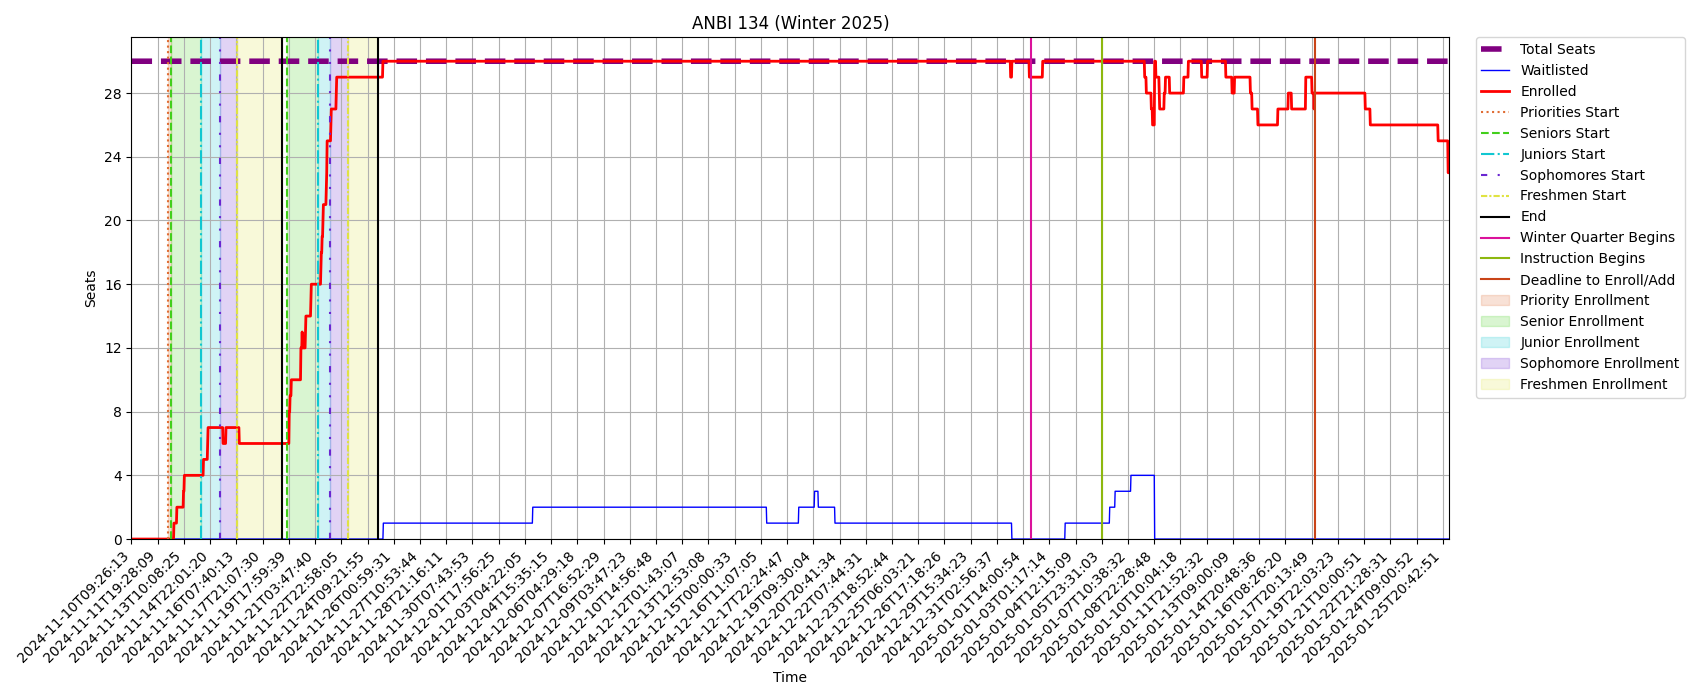 ANBI 134 (Winter 2025)
Seats
28
24
20
16
12
8
4
0
2024-11-10T09:26:13
2024-11-11T19:28:09
2024-11-13T10:08:25
2024-11-14T22:01:20
2024-11-16T07:40:13
2024-11-17T21:07:30
2024-11-19T17:59:39
2024-11-21T03:47:40
2024-11-22T22:58:05
2024-11-24T09:21:55
2024-11-26T00:59:31
2024-11-27T10:53:44
2024-11-28T21:16:11
2024-11-30T07:43:53
2024-12-01T17:56:25
2024-12-03T04:22:05
2024-12-04T15:35:15
2024-12-06T04:29:18
2024-12-07T16:52:29
2024-12-09T03:47:23
2024-12-10T14:56:48
2024-12-12T01:43:07
2024-12-13T12:53:08
2024-12-15T00:00:33
2024-12-16T11:07:05
2024-12-17T22:24:47
2024-12-19T09:30:04
2024-12-20T20:41:34
2024-12-22T07:44:31
2024-12-23T18:52:44
2024-12-25T06:03:21
2024-12-26T17:18:26
2024-12-29T15:34:23
2024-12-31T02:56:37
2025-01-01T14:00:54
2025-01-03T01:17:14
2025-01-04T12:15:09
2025-01-05T23:31:03
2025-01-07T10:38:32
2025-01-08T22:28:48
2025-01-10T10:04:18
2025-01-11T21:52:32
2025-01-13T09:00:09
2025-01-14T20:48:36
2025-01-16T08:26:20
2025-01-17T20:13:49
2025-01-19T22:03:23
2025-01-21T10:00:51
2025-01-22T21:28:31
2025-01-24T09:00:52
2025-01-25T20:42:51
Time
Total Seats
Waitlisted
Enrolled
Priorities Start
Seniors Start
Juniors Start
Sophomores Start
Freshmen Start
End
Winter Quarter Begins
Instruction Begins
Deadline to Enroll/Add
Priority Enrollment
Senior Enrollment
Junior Enrollment
Sophomore Enrollment
Freshmen Enrollment